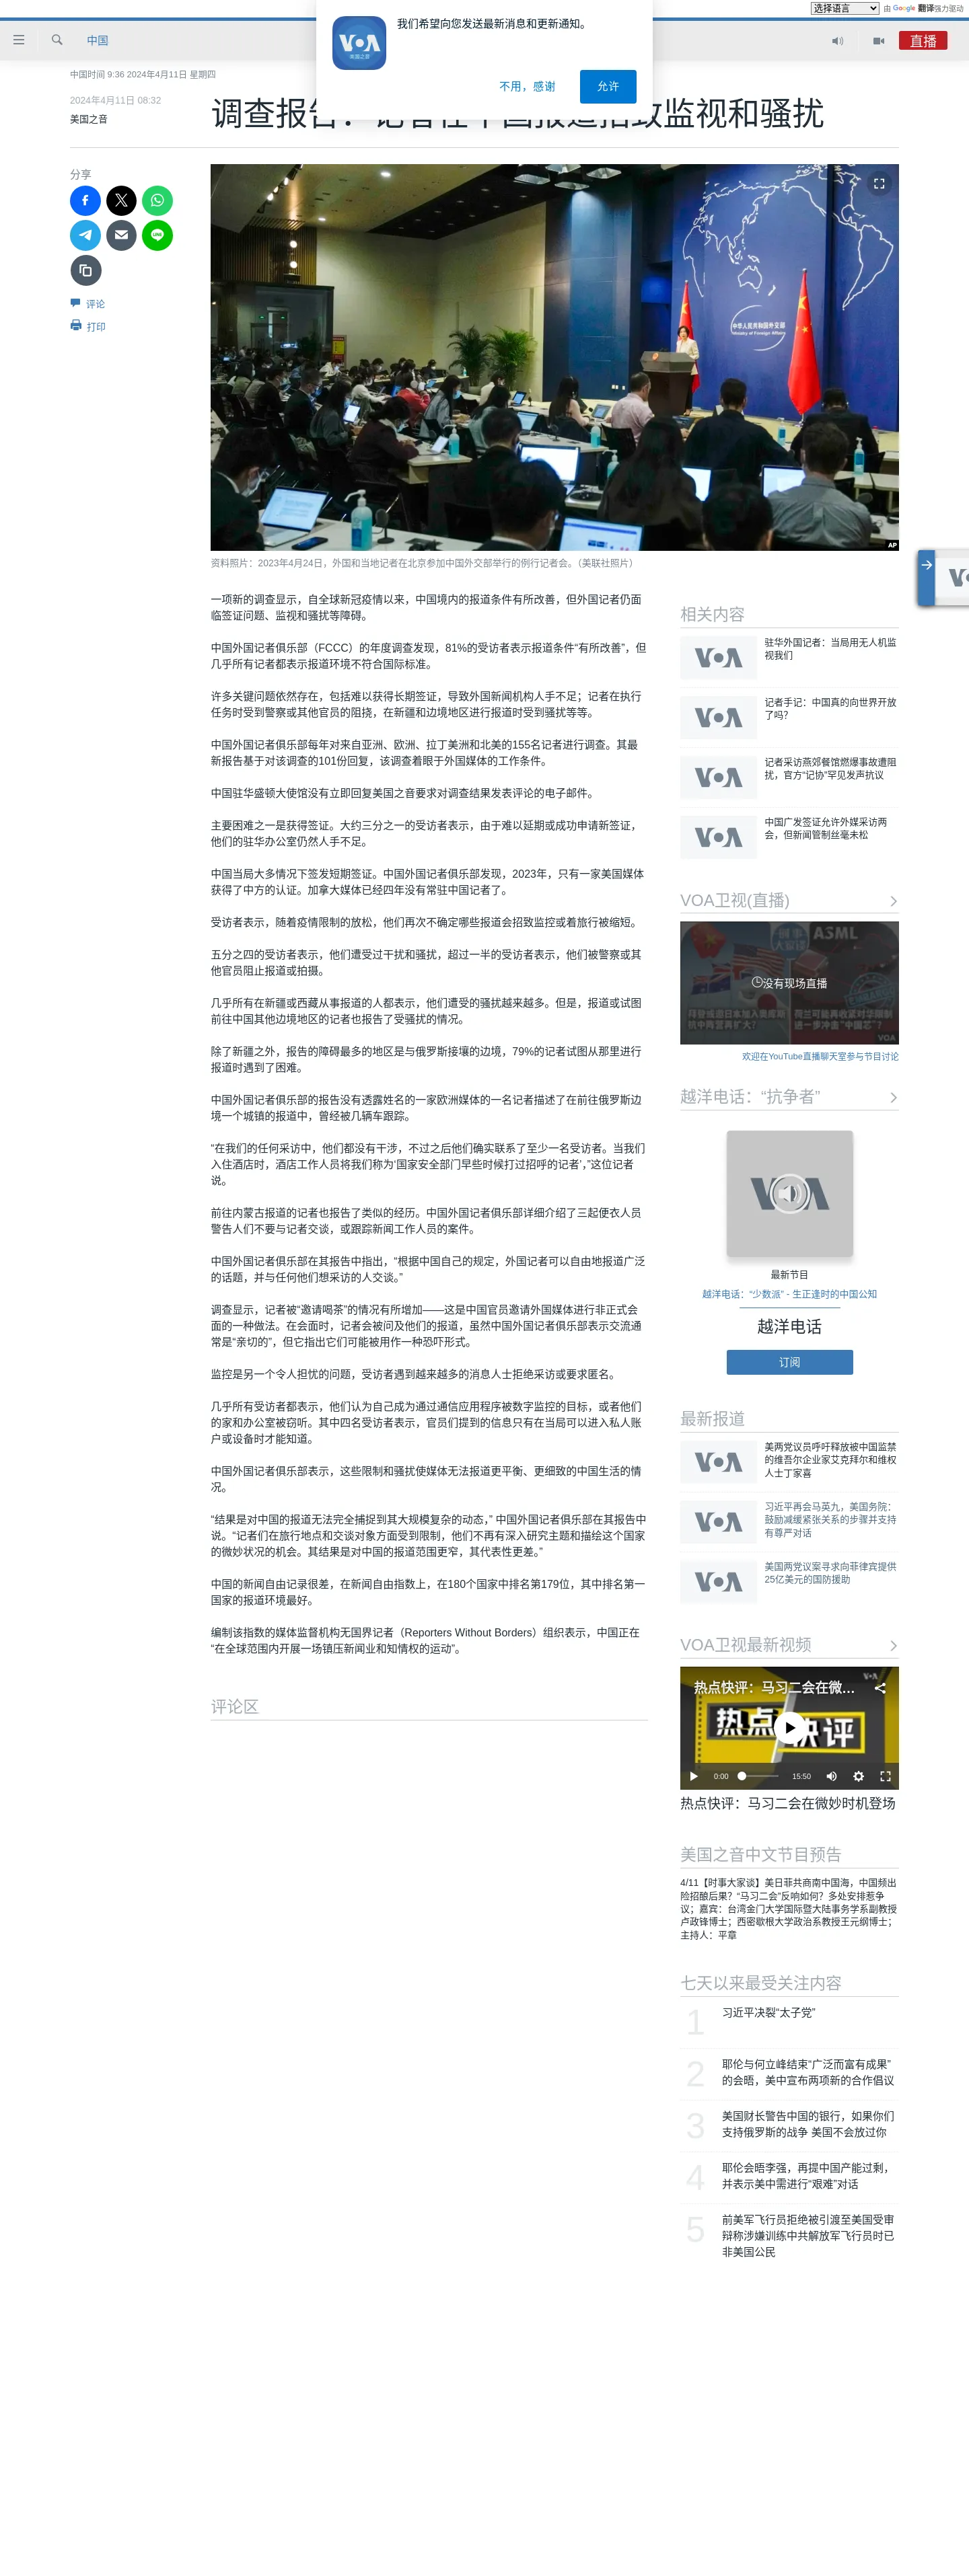 选择语言
由 Google 翻译强力驱动
我们希望向您发送最新消息和更新通知。
VOA
美国之音
不用，感谢
允许
中国
直播
中国时间 9:36 2024年4月11日 星期四
2024年4月11日 08:32
美国之音
调查报告：记者在中国报道招致监视和骚扰
分享
评论
打印
中华人民共和国外交部
Ministry of Foreign Affairs
AP
资料照片：2023年4月24日，外国和当地记者在北京参加中国外交部举行的例行记者会。（美联社照片）
一项新的调查显示，自全球新冠疫情以来，中国境内的报道条件有所改善，但外国记者仍面
临签证问题、监视和骚扰等障碍。
中国外国记者俱乐部（FCCC）的年度调查发现，81%的受访者表示报道条件“有所改善”，但
几乎所有记者都表示报道环境不符合国际标准。
许多关键问题依然存在，包括难以获得长期签证，导致外国新闻机构人手不足；记者在执行
任务时受到警察或其他官员的阻挠，在新疆和边境地区进行报道时受到骚扰等等。
中国外国记者俱乐部每年对来自亚洲、欧洲、拉丁美洲和北美的155名记者进行调查。其最
新报告基于对该调查的101份回复，该调查着眼于外国媒体的工作条件。
中国驻华盛顿大使馆没有立即回复美国之音要求对调查结果发表评论的电子邮件。
主要困难之一是获得签证。大约三分之一的受访者表示，由于难以延期或成功申请新签证，
他们的驻华办公室仍然人手不足。
中国当局大多情况下签发短期签证。中国外国记者俱乐部发现，2023年，只有一家美国媒体
获得了中方的认证。加拿大媒体已经四年没有常驻中国记者了。
受访者表示，随着疫情限制的放松，他们再次不确定哪些报道会招致监控或着旅行被缩短。
五分之四的受访者表示，他们遭受过干扰和骚扰，超过一半的受访者表示，他们被警察或其
他官员阻止报道或拍摄。
几乎所有在新疆或西藏从事报道的人都表示，他们遭受的骚扰越来越多。但是，报道或试图
前往中国其他边境地区的记者也报告了受骚扰的情况。
除了新疆之外，报告的障碍最多的地区是与俄罗斯接壤的边境，79%的记者试图从那里进行
报道时遇到了困难。
中国外国记者俱乐部的报告没有透露姓名的一家欧洲媒体的一名记者描述了在前往俄罗斯边
境一个城镇的报道中，曾经被几辆车跟踪。
“在我们的任何采访中，他们都没有干涉，不过之后他们确实联系了至少一名受访者。当我们
入住酒店时，酒店工作人员将我们称为‘国家安全部门早些时候打过招呼的记者’，”这位记者
说。
前往内蒙古报道的记者也报告了类似的经历。中国外国记者俱乐部详细介绍了三起便衣人员
警告人们不要与记者交谈，或跟踪新闻工作人员的案件。
中国外国记者俱乐部在其报告中指出，“根据中国自己的规定，外国记者可以自由地报道广泛
的话题，并与任何他们想采访的人交谈。”
调查显示，记者被“邀请喝茶”的情况有所增加——这是中国官员邀请外国媒体进行非正式会
面的一种做法。在会面时，记者会被问及他们的报道，虽然中国外国记者俱乐部表示交流通
常是“亲切的”，但它指出它们可能被用作一种恐吓形式。
监控是另一个令人担忧的问题，受访者遇到越来越多的消息人士拒绝采访或要求匿名。
几乎所有受访者都表示，他们认为自己成为通过通信应用程序被数字监控的目标，或者他们
的家和办公室被窃听。其中四名受访者表示，官员们提到的信息只有在当局可以进入私人账
户或设备时才能知道。
中国外国记者俱乐部表示，这些限制和骚扰使媒体无法报道更平衡、更细致的中国生活的情
况。
“结果是对中国的报道无法完全捕捉到其大规模复杂的动态，” 中国外国记者俱乐部在其报告中
说。“记者们在旅行地点和交谈对象方面受到限制，他们不再有深入研究主题和描绘这个国家
的微妙状况的机会。其结果是对中国的报道范围更窄，其代表性更差。”
中国的新闻自由记录很差，在新闻自由指数上，在180个国家中排名第179位，其中排名第一
国家的报道环境最好。
编制该指数的媒体监督机构无国界记者（Reporters Without Borders）组织表示，中国正在
“在全球范围内开展一场镇压新闻业和知情权的运动”。
评论区
相关内容
驻华外国记者：当局用无人机监
视我们
记者手记：中国真的向世界开放
了吗？
记者采访燕郊餐馆燃爆事故遭阻
扰，官方“记协”罕见发声抗议
中国广发签证允许外媒采访两
会，但新闻管制丝毫未松
VOA卫视(直播)
时事大家谈
ASML
没有现场直播
拜登或邀日本加入奥库斯
抗中商营再扩大？
荷兰可能再收紧对华限制
进一步冲击“中国芯”？
VOA
欢迎在YouTube直播聊天室参与节目讨论
越洋电话：“抗争者”
VOA
最新节目
越洋电话：“少数派” - 生正逢时的中国公知
越洋电话
订阅
最新报道
美两党议员呼吁释放被中国监禁
的维吾尔企业家艾克拜尔和维权
人士丁家喜
习近平再会马英九，美国务院：
鼓励减缓紧张关系的步骤并支持
有尊严对话
美国两党议案寻求向菲律宾提供
25亿美元的国防援助
VOA卫视最新视频
热点快评：马习二会在微…
VOA
热点快评
0:00
15:50
热点快评：马习二会在微妙时机登场
美国之音中文节目预告
4/11【时事大家谈】美日菲共商南中国海，中国频出
险招酿后果？“马习二会”反响如何？多处安排惹争
议；嘉宾：台湾金门大学国际暨大陆事务学系副教授
卢政锋博士；西密歇根大学政治系教授王元纲博士；
主持人：平章
七天以来最受关注内容
1
习近平决裂“太子党”
2
耶伦与何立峰结束“广泛而富有成果”
的会晤，美中宣布两项新的合作倡议
3
美国财长警告中国的银行，如果你们
支持俄罗斯的战争 美国不会放过你
4
耶伦会晤李强，再提中国产能过剩，
并表示美中需进行“艰难”对话
5
前美军飞行员拒绝被引渡至美国受审
辩称涉嫌训练中共解放军飞行员时已
非美国公民